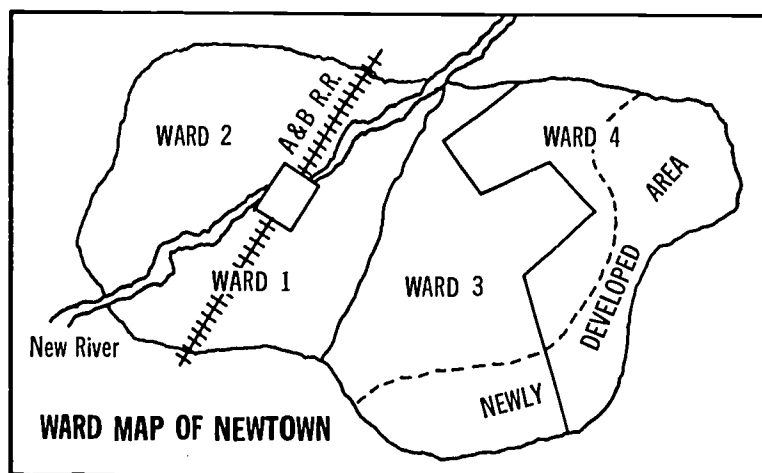 A&B R.R.
WARD 2
WARD 4
AREA
WARD 1
WARD 3
DEVELOPED
New River
NEWLY
WARD MAP OF NEWTOWN